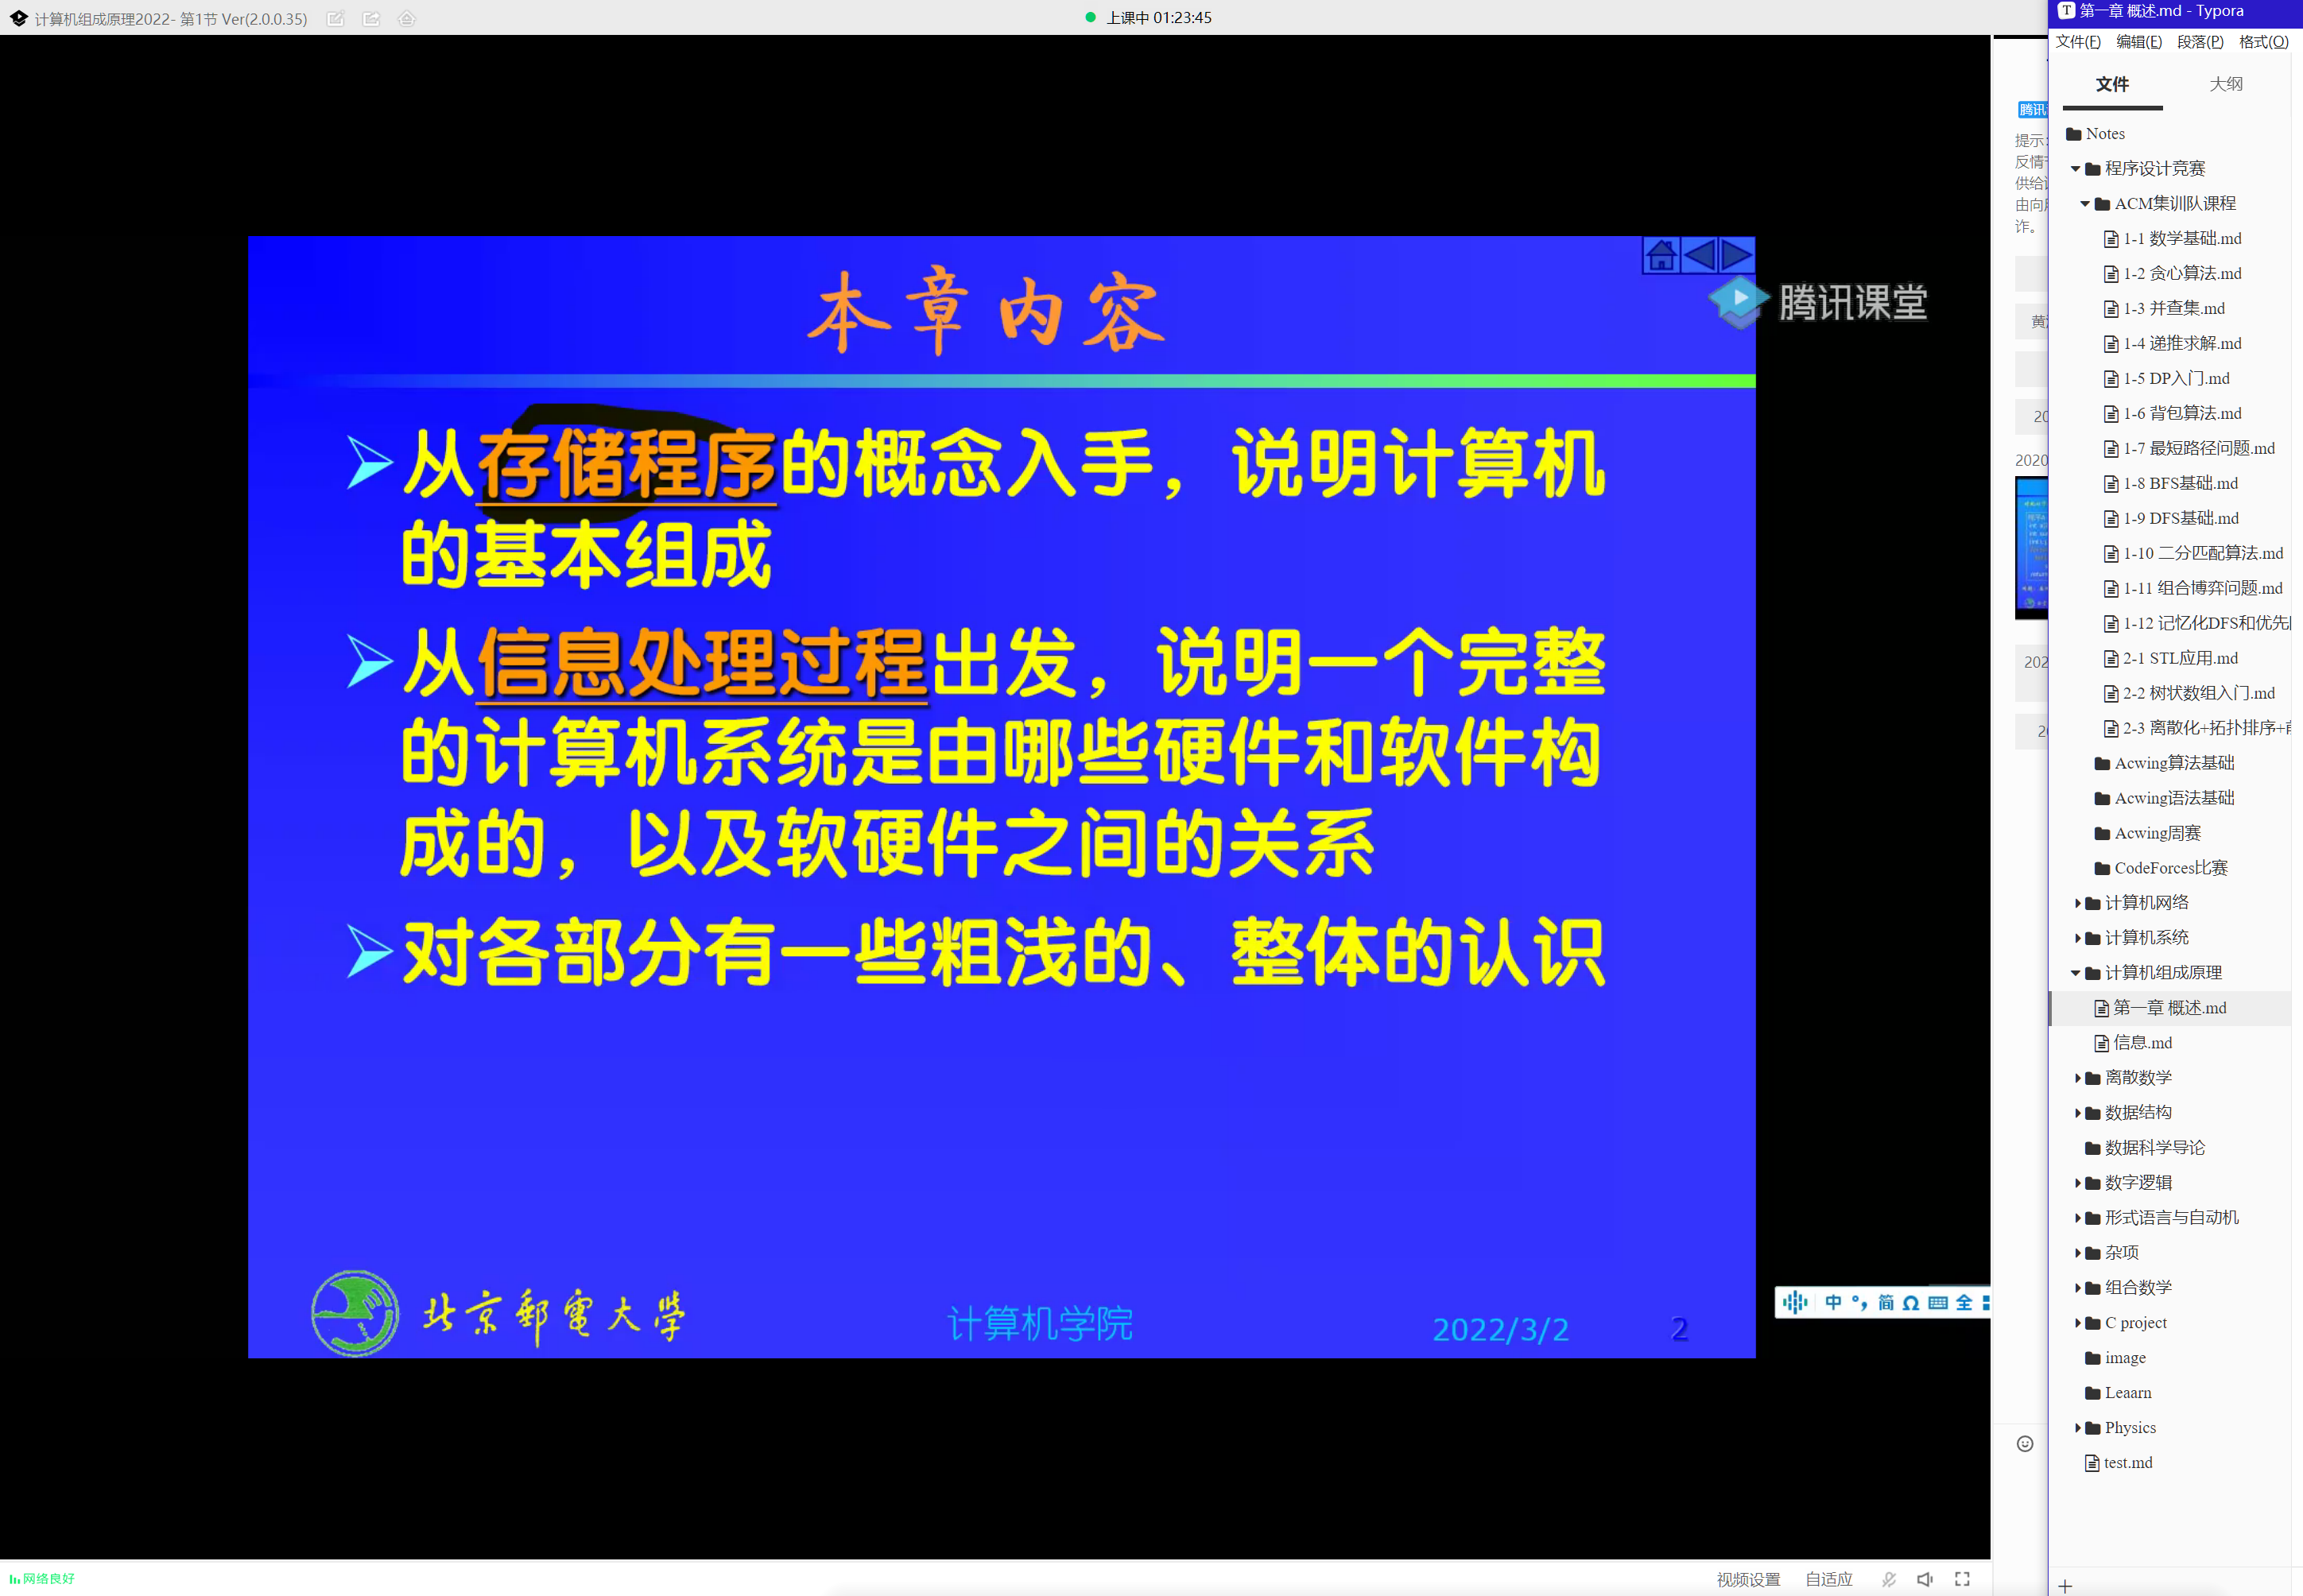 计算机组成原理2022- 第1节 Ver(2.0.0.35)
上课中 01:23:45
本章内容
腾讯课堂
从存储程序的概念入手，说明计算机
的基本组成
从信息处理过程出发，说明一个完整
的计算机系统是由哪些硬件和软件构
成的，以及软硬件之间的关系
对各部分有一些粗浅的、整体的认识
北京郵電大學
计算机学院
2022/3/2
2
中 °, 简 Ω 全
网络良好
视频设置 自适应
腾讯
提示:
反情
供给
由向
诈。
2020
第一章 概述.md - Typora
文件(F) 编辑(E) 段落(P) 格式(O)
文件 大纲
Notes
程序设计竞赛
ACM集训队课程
1-1 数学基础.md
1-2 贪心算法.md
1-3 并查集.md
1-4 递推求解.md
1-5 DP入门.md
1-6 背包算法.md
1-7 最短路径问题.md
1-8 BFS基础.md
1-9 DFS基础.md
1-10 二分匹配算法.md
1-11 组合博弈问题.md
1-12 记忆化DFS和优先
2-1 STL应用.md
2-2 树状数组入门.md
2-3 离散化+拓扑排序+
Acwing算法基础
Acwing语法基础
Acwing周赛
CodeForces比赛
计算机网络
计算机系统
计算机组成原理
第一章 概述.md
信息.md
离散数学
数据结构
数据科学导论
数字逻辑
形式语言与自动机
杂项
组合数学
C project
image
Leaarn
Physics
test.md